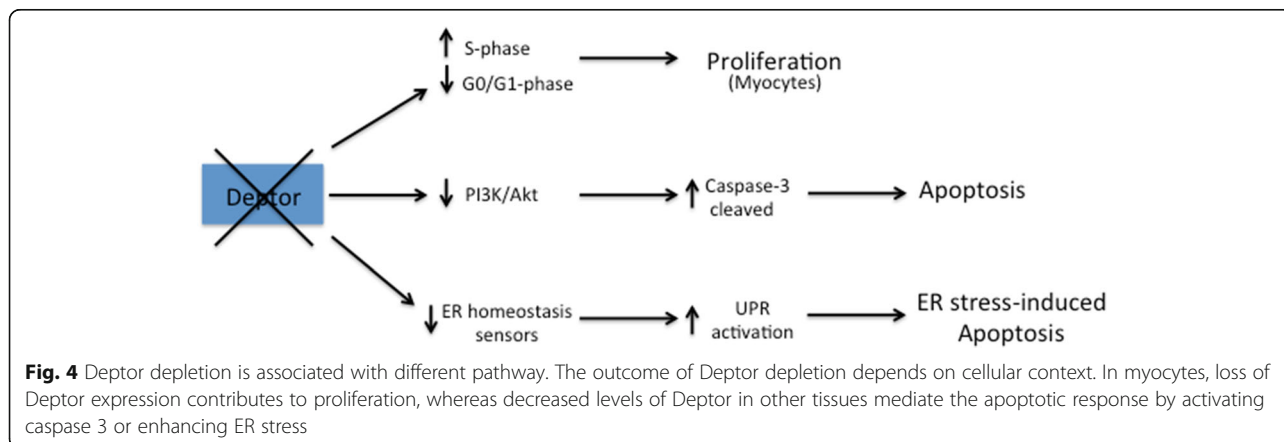 S-phase
G0/G1-phase
Proliferation
(Myocytes)
Deptor
PI3K/Akt
Caspase-3
cleaved
Apoptosis
ER homeostasis
sensors
UPR
activation
ER stress-induced
Apoptosis
Fig. 4 Deptor depletion is associated with different pathway. The outcome of Deptor depletion depends on cellular context. In myocytes, loss of
Deptor expression contributes to proliferation, whereas decreased levels of Deptor in other tissues mediate the apoptotic response by activating
caspase 3 or enhancing ER stress